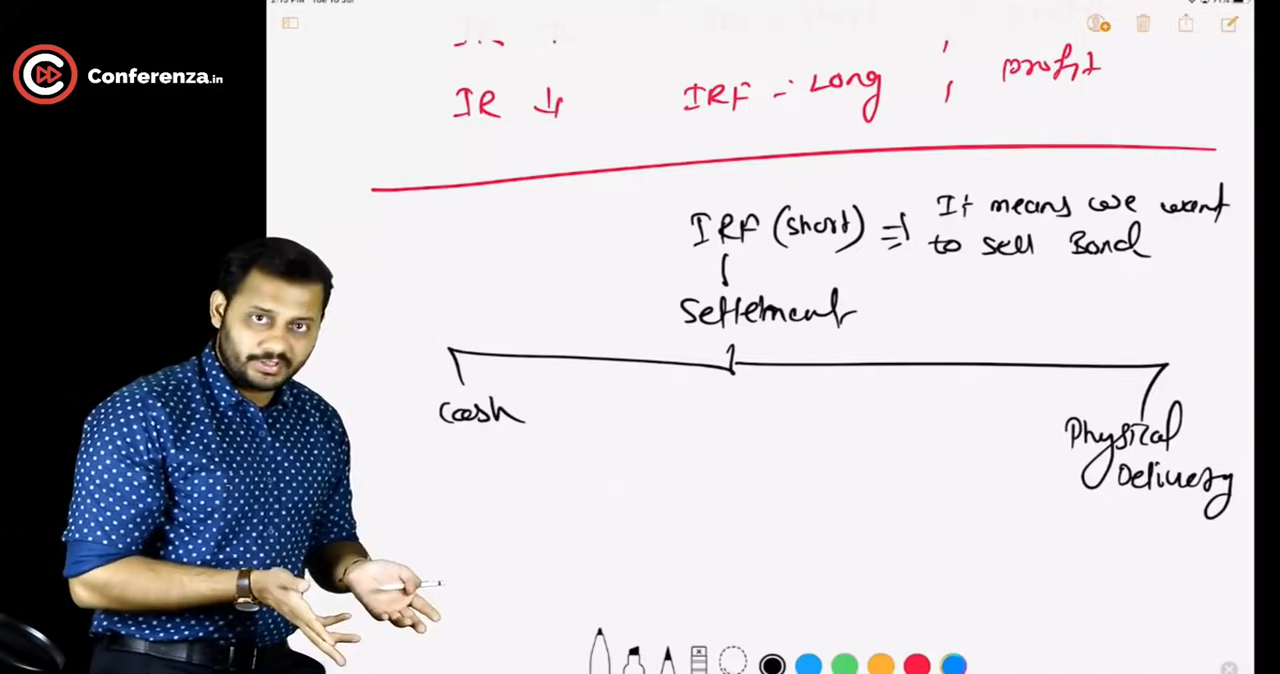 Conferenza.in
IR ↓ IRF - Long ; profit
IRF (short) ⇒ It means we want
to sell Bond
Settlement
Cash
Physical
Delivery